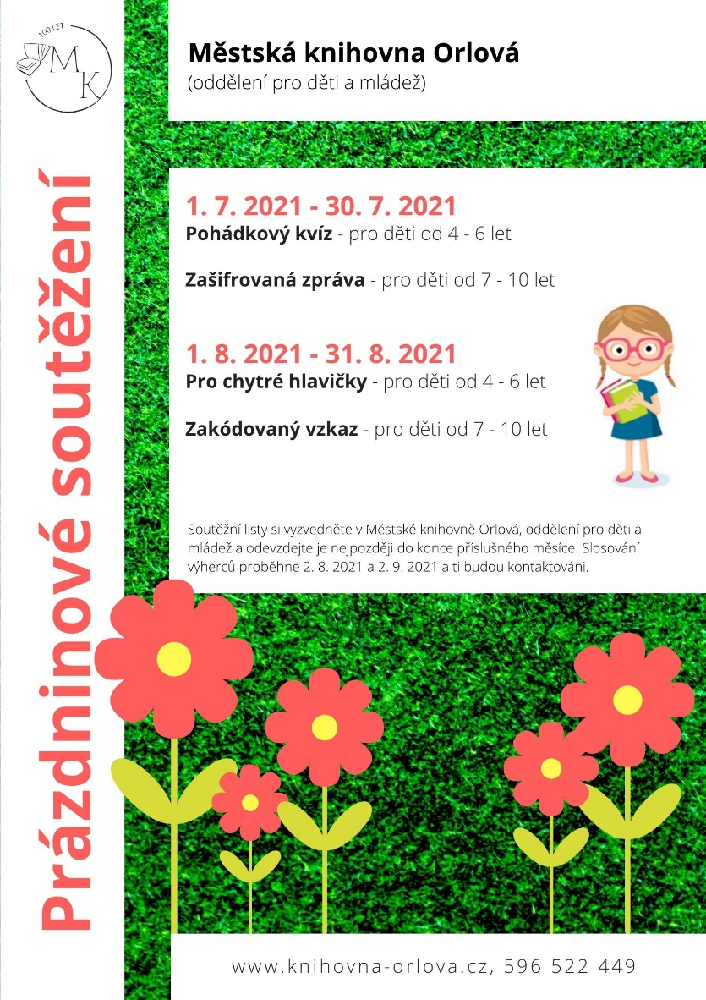 100 LET
MK
Městská knihovna Orlová
(oddělení pro děti a mládež)
Prázdninové soutěžení
1. 7. 2021 - 30. 7. 2021
Pohádkový kvíz - pro děti od 4 - 6 let
Zašifrovaná zpráva - pro děti od 7 - 10 let
1. 8. 2021 - 31. 8. 2021
Pro chytré hlavičky - pro děti od 4 - 6 let
Zakódovaný vzkaz - pro děti od 7 - 10 let
Soutěžní listy si vyzvedněte v Městské knihovně Orlová, oddělení pro děti a
mládež a odevzdejte je nejpozději do konce příslušného měsíce. Slosování
výherců proběhne 2. 8. 2021 a 2. 9. 2021 a ti budou kontaktováni.
www.knihovna-orlova.cz, 596 522 449